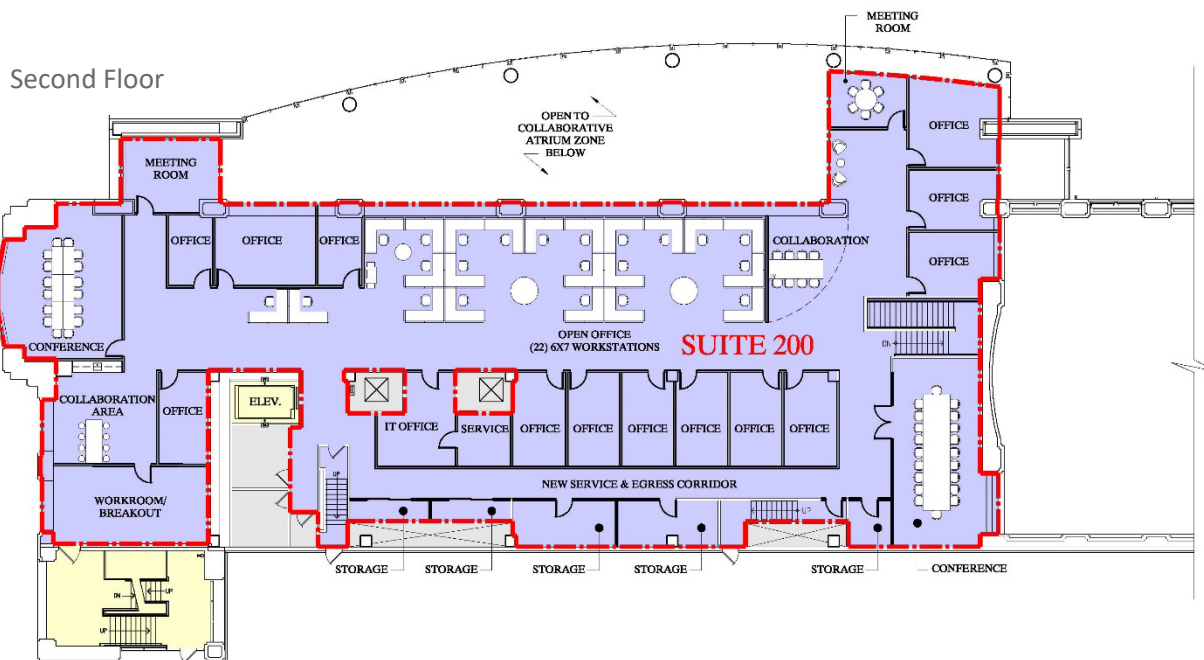 MEETING
ROOM
Second Floor
OPEN TO
COLLABORATIVE
ATRIUM ZONE
BELOW
OFFICE
MEETING
ROOM
OFFICE
OFFICE
OFFICE
OFFICE
COLLABORATION
OFFICE
CONFERENCE
OPEN OFFICE
(22) 6X7 WORKSTATIONS
SUITE 200
DN
COLLABORATION
AREA
OFFICE
ELEV.
IT OFFICE
SERVICE
OFFICE
OFFICE
OFFICE
OFFICE
OFFICE
OFFICE
UP
NEW SERVICE & EGRESS CORRIDOR
WORKROOM/
BREAKOUT
UP
STORAGE
STORAGE
STORAGE
STORAGE
STORAGE
CONFERENCE
DN
UP
UP